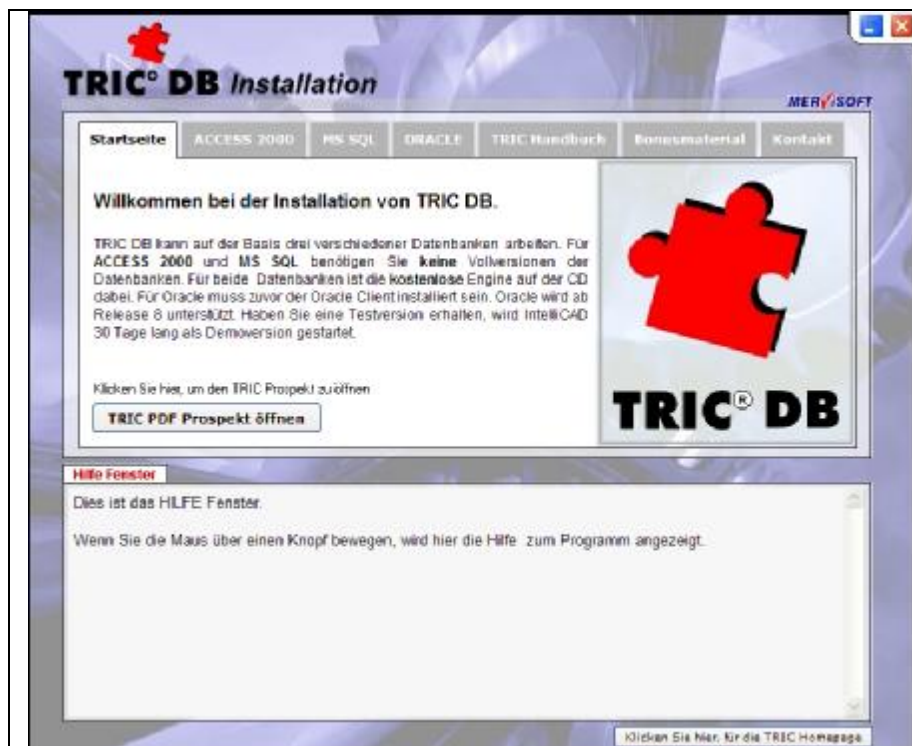 TRIC® DB Installation
MERVISOFT
Startseite ACCESS 2000 MS SQL ORACLE TRIC Handbuch Bonusmaterial Kontakt
Willkommen bei der Installation von TRIC DB.
TRIC DB kann auf der Basis drei verschiedener Datenbanken arbeiten. Für
ACCESS 2000 und MS SQL benötigen Sie keine Vollversionen der
Datenbanken. Für beide Datenbanken ist die kostenlose Engine auf der CD
dabei. Für Oracle muss zuvor der Oracle Client installiert sein. Oracle wird ab
Release 8 unterstützt. Haben Sie eine Testversion erhalten, wird IntelliCAD
30 Tage lang als Demoversion gestartet.
Klicken Sie hier, um den TRIC Prospekt zu öffnen
TRIC PDF Prospekt öffnen
TRIC® DB
Hilfe Fenster
Dies ist das HILFE Fenster.
Wenn Sie die Maus über einen Knopf bewegen, wird hier die Hilfe zum Programm angezeigt.
Klicken Sie hier, für die TRIC Homepage